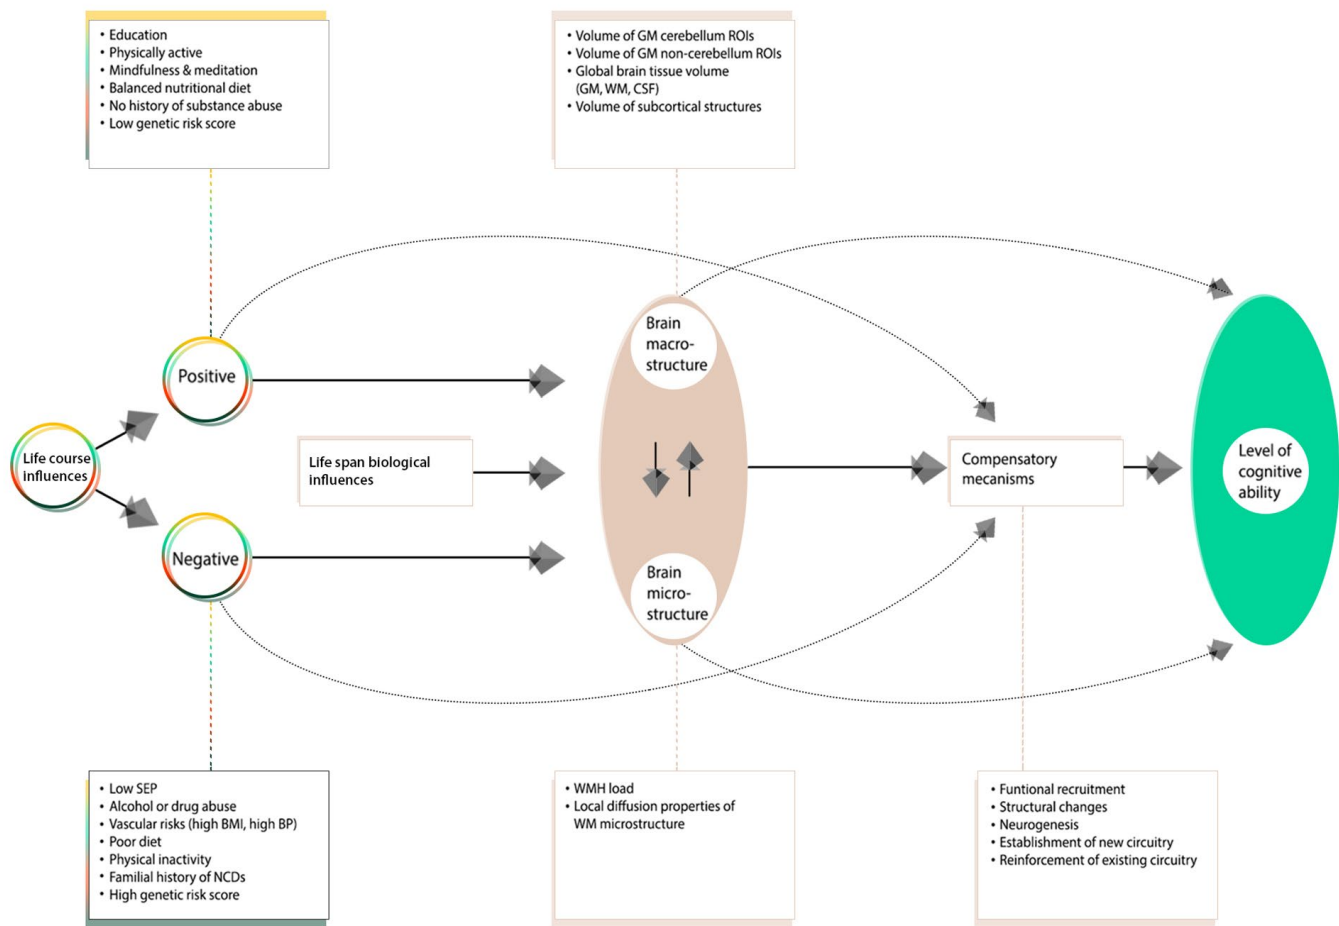 • Education
• Physically active
• Mindfulness & meditation
• Balanced nutritional diet
• No history of substance abuse
• Low genetic risk score
• Volume of GM cerebellum ROIs
• Volume of GM non-cerebellum ROIs
• Global brain tissue volume
(GM, WM, CSF)
• Volume of subcortical structures
Life course
influences
Positive
Negative
Life span biological
influences
Brain
macro-
structure
Brain
micro-
structure
Compensatory
mecanisms
Level of
cognitive
ability
• Low SEP
• Alcohol or drug abuse
• Vascular risks (high BMI, high BP)
• Poor diet
• Physical inactivity
• Familial history of NCDs
• High genetic risk score
• WMH load
• Local diffusion properties of
WM microstructure
• Funtional recruitment
• Structural changes
• Neurogenesis
• Establishment of new circuitry
• Reinforcement of existing circuitry